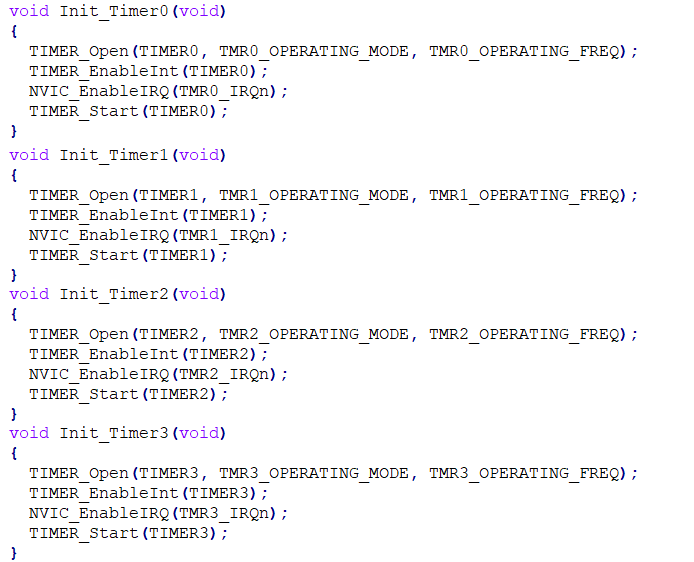 void Init_Timer0(void)
{
  TIMER_Open(TIMER0, TMR0_OPERATING_MODE, TMR0_OPERATING_FREQ);
  TIMER_EnableInt(TIMER0);
  NVIC_EnableIRQ(TMR0_IRQn);
  TIMER_Start(TIMER0);
}
void Init_Timer1(void)
{
  TIMER_Open(TIMER1, TMR1_OPERATING_MODE, TMR1_OPERATING_FREQ);
  TIMER_EnableInt(TIMER1);
  NVIC_EnableIRQ(TMR1_IRQn);
  TIMER_Start(TIMER1);
}
void Init_Timer2(void)
{
  TIMER_Open(TIMER2, TMR2_OPERATING_MODE, TMR2_OPERATING_FREQ);
  TIMER_EnableInt(TIMER2);
  NVIC_EnableIRQ(TMR2_IRQn);
  TIMER_Start(TIMER2);
}
void Init_Timer3(void)
{
  TIMER_Open(TIMER3, TMR3_OPERATING_MODE, TMR3_OPERATING_FREQ);
  TIMER_EnableInt(TIMER3);
  NVIC_EnableIRQ(TMR3_IRQn);
  TIMER_Start(TIMER3);
}